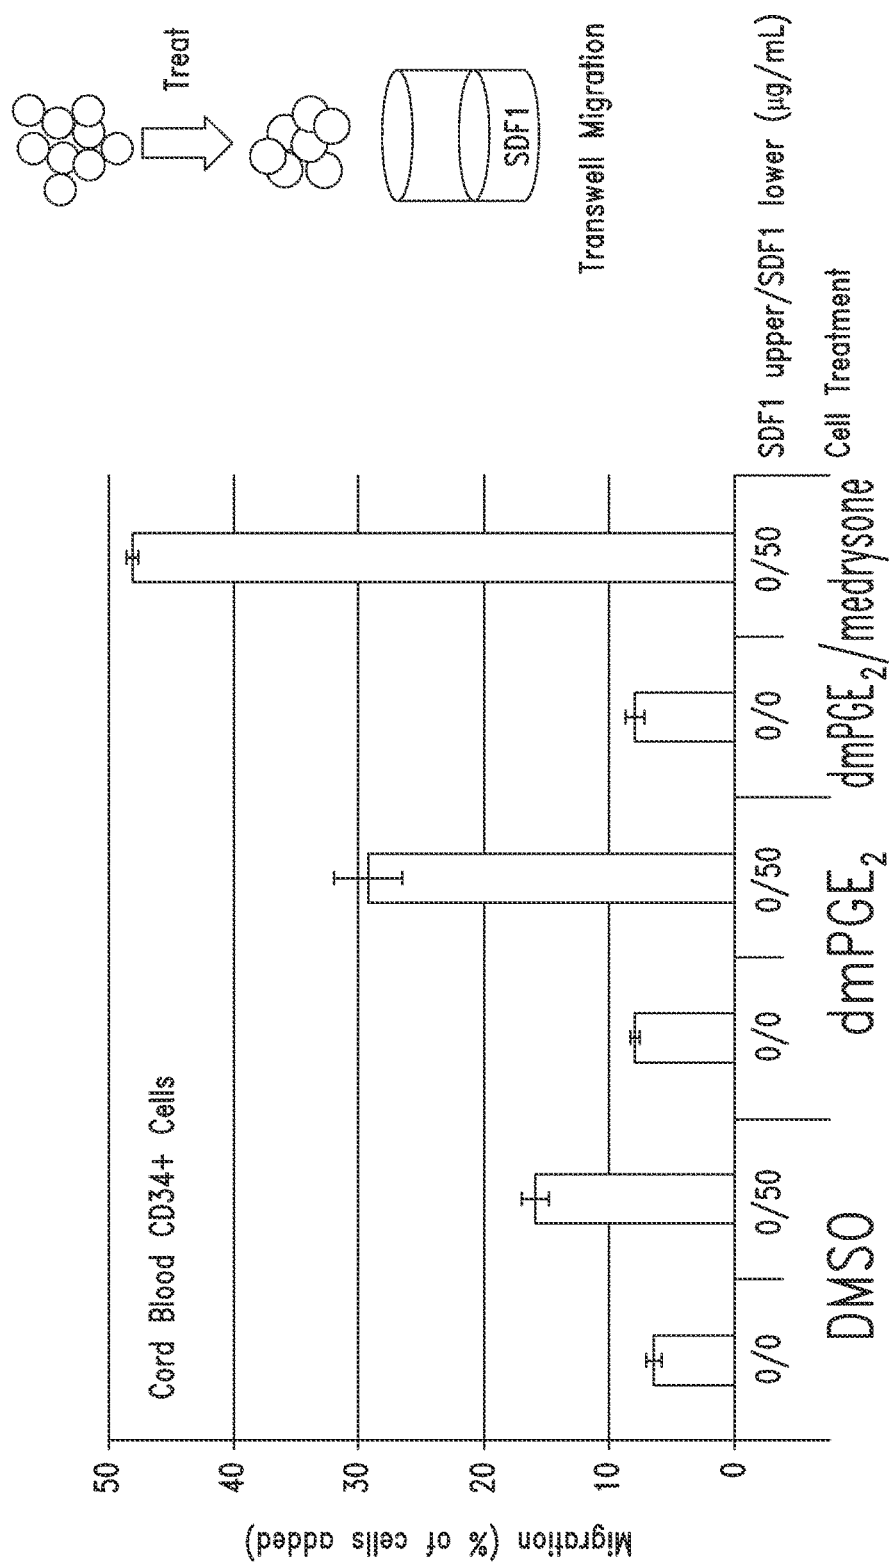 Treat
SDF1
Transwell Migration
Cord Blood CD34+ Cells
Migration (% of cells added)
50
40
30
20
10
0
0/0 0/50 0/0 0/50 0/0 0/50 SDF1 upper/SDF1 lower (µg/mL)
DMSO dmPGE₂ dmPGE₂/medrysone Cell Treatment